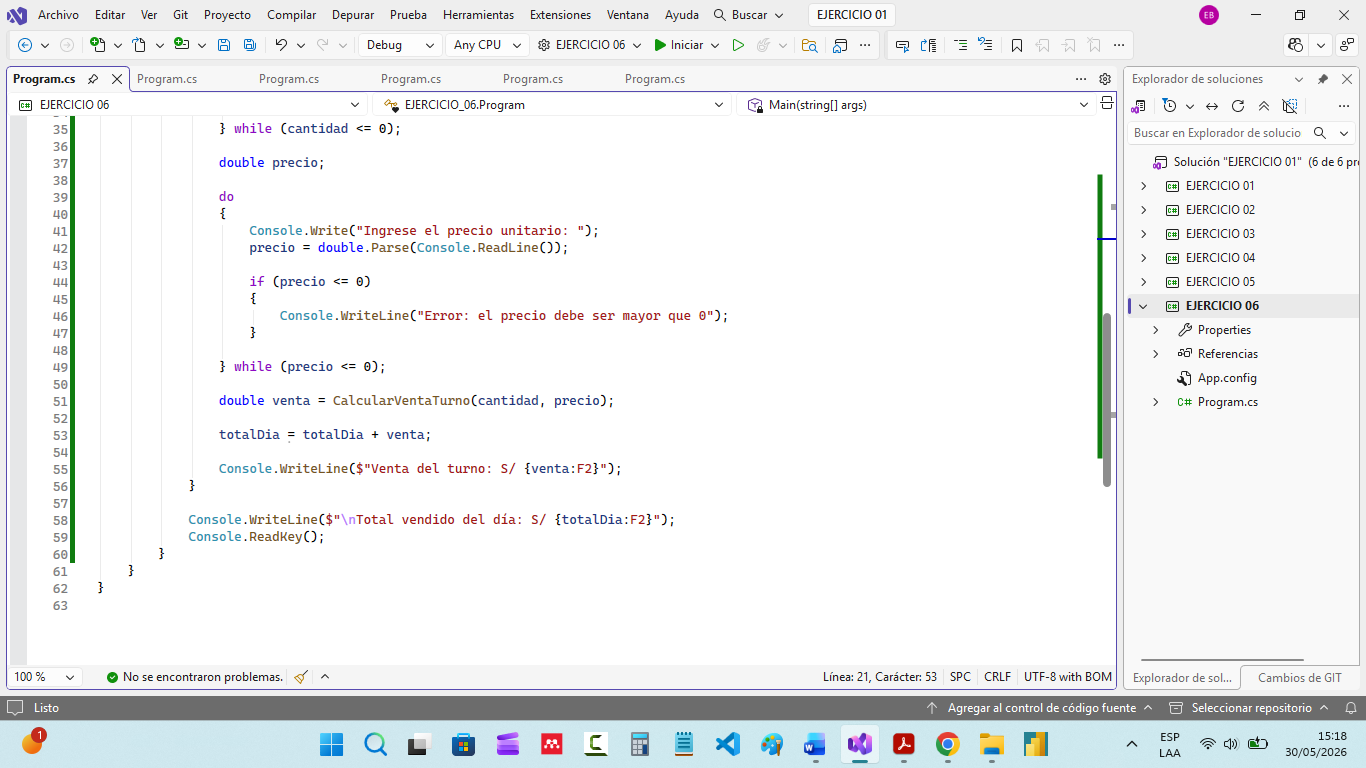 Archivo Editar Ver Git Proyecto Compilar Depurar Prueba Herramientas Extensiones Ventana Ayuda Buscar EJERCICIO 01 EB
Debug Any CPU EJERCICIO 06 Iniciar
Program.cs Program.cs Program.cs Program.cs Program.cs Program.cs
EJERCICIO 06 EJERCICIO_06.Program Main(string[] args)
35 } while (cantidad <= 0);
36
37 double precio;
38
39 do
40 {
41 Console.Write("Ingrese el precio unitario: ");
42 precio = double.Parse(Console.ReadLine());
43
44 if (precio <= 0)
45 {
46 Console.WriteLine("Error: el precio debe ser mayor que 0");
47 }
48
49 } while (precio <= 0);
50
51 double venta = CalcularVentaTurno(cantidad, precio);
52
53 totalDia = totalDia + venta;
54
55 Console.WriteLine($"Venta del turno: S/ {venta:F2}");
56 }
57
58 Console.WriteLine($"\nTotal vendido del día: S/ {totalDia:F2}");
59 Console.ReadKey();
60 }
61 }
62 }
63
100 % No se encontraron problemas. Línea: 21, Carácter: 53 SPC CRLF UTF-8 with BOM
Explorador de soluciones
Buscar en Explorador de solucio
Solución "EJERCICIO 01" (6 de 6 pr
EJERCICIO 01
EJERCICIO 02
EJERCICIO 03
EJERCICIO 04
EJERCICIO 05
EJERCICIO 06
Properties
Referencias
App.config
C# Program.cs
Explorador de sol... Cambios de GIT
Listo Agregar al control de código fuente Seleccionar repositorio
1
ESP
LAA
15:18
30/05/2026